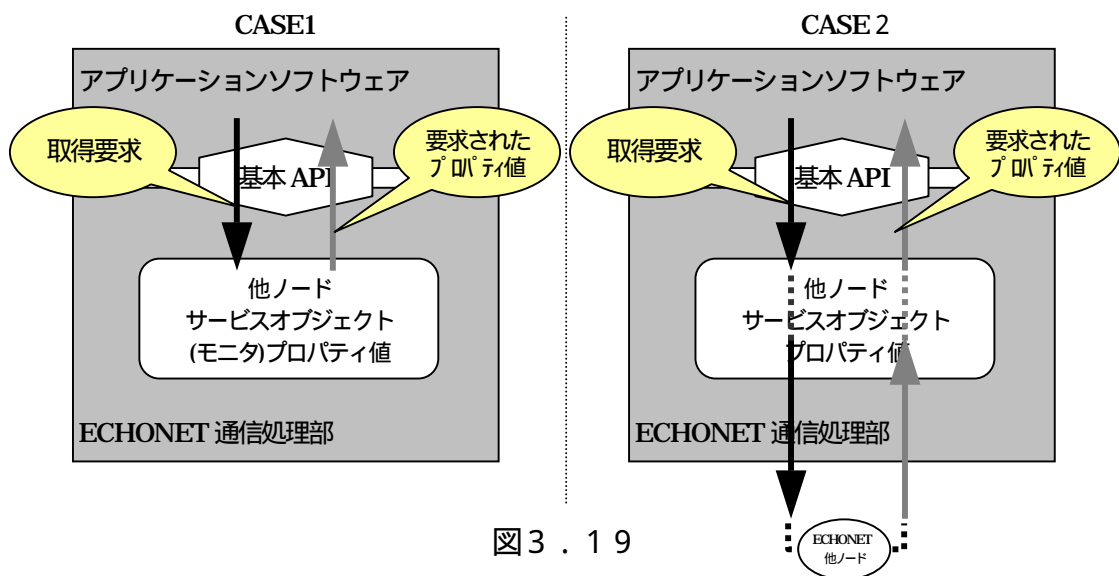 CASE1
アプリケーションソフトウェア
取得要求
基本 API
要求された
プロパティ値
他ノード
サービスオブジェクト
(モニタ)プロパティ値
ECHONET 通信処理部
CASE 2
アプリケーションソフトウェア
取得要求
基本 API
要求された
プロパティ値
他ノード
サービスオブジェクト
プロパティ値
ECHONET 通信処理部
ECHONET
他ノード
図3.19